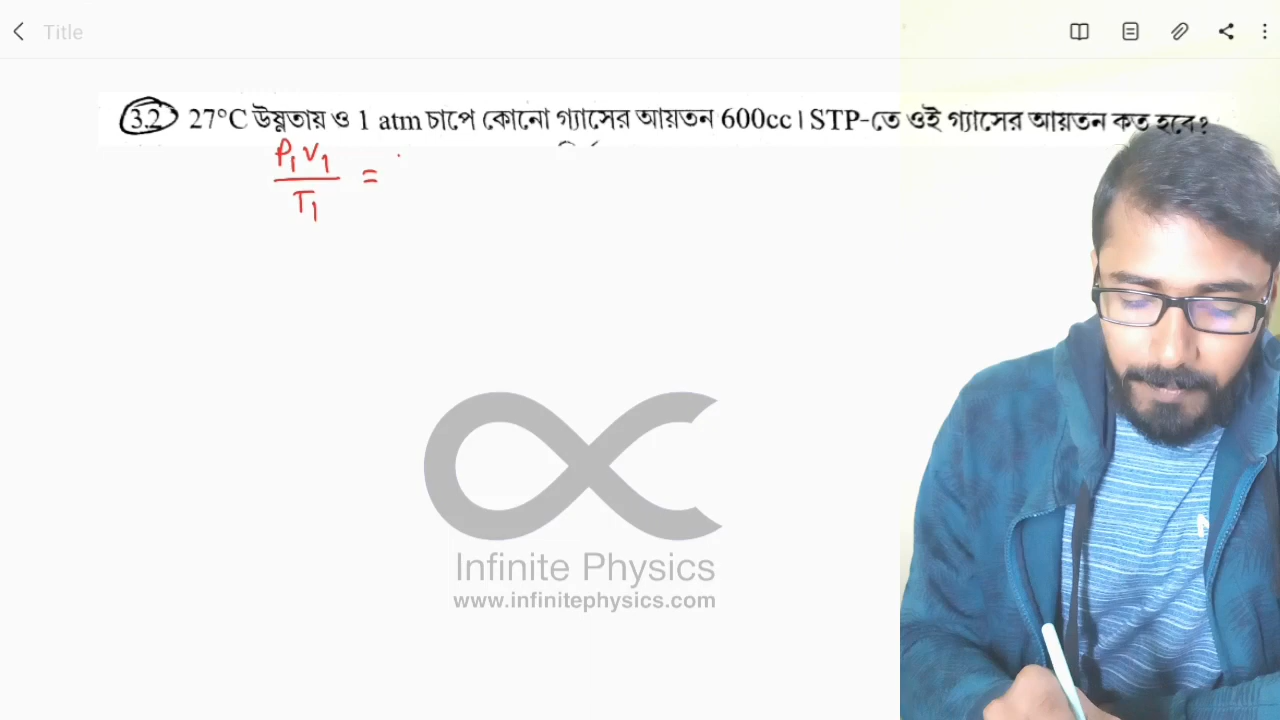 Title
3.2 27°C উষ্ণতায় ও 1 atm চাপে কোনো গ্যাসের আয়তন 600cc। STP-তে ওই গ্যাসের আয়তন কত হবে?
P₁V₁
=
T₁
Infinite Physics
www.infinitephysics.com